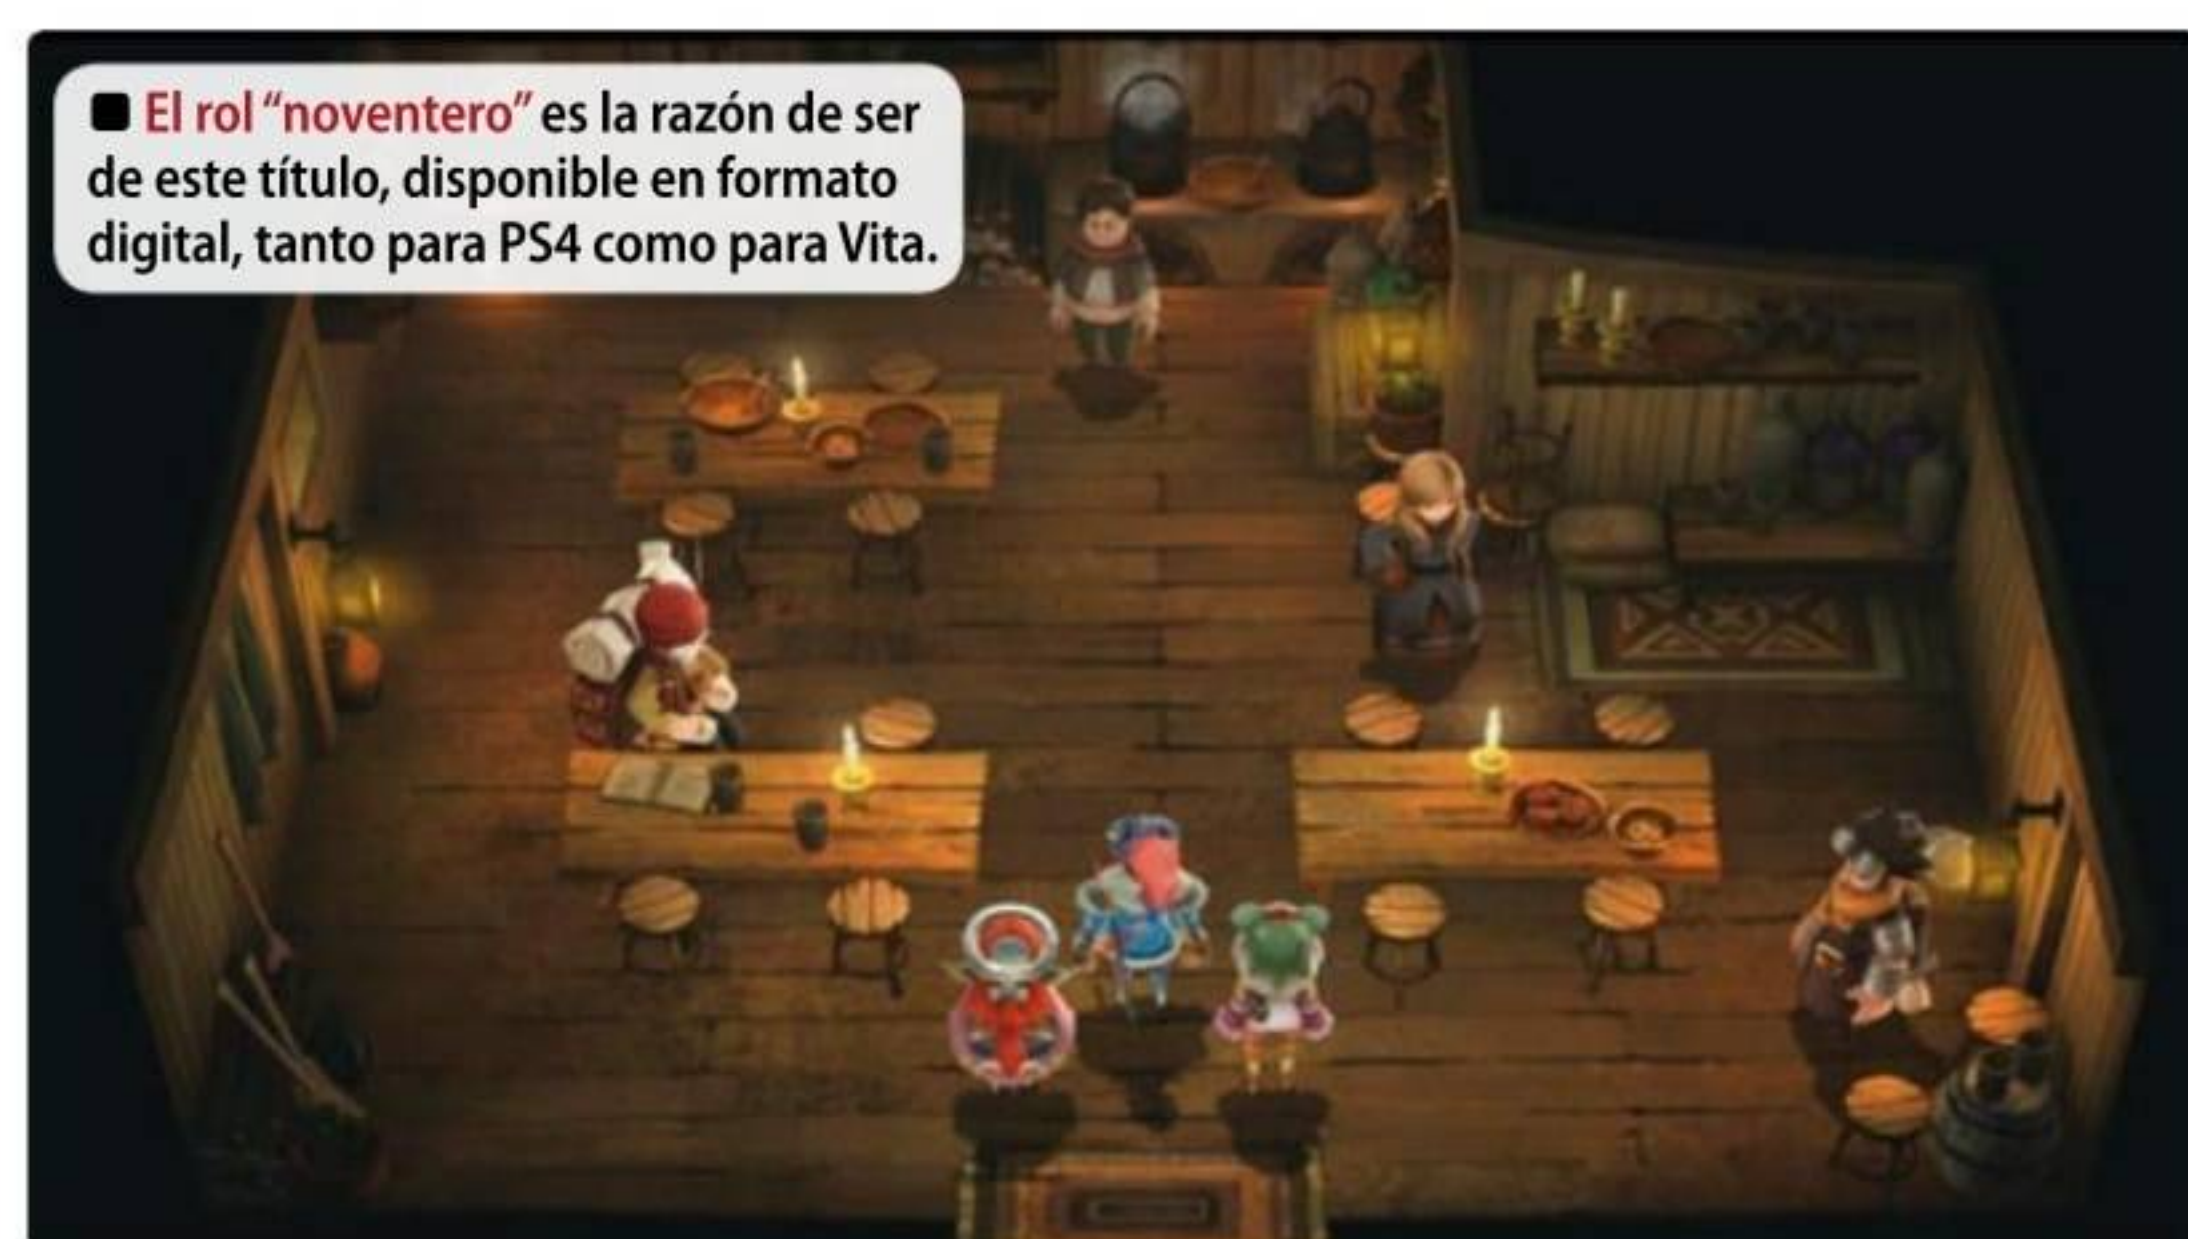 ■ El rol “noventero” es la razón de ser
de este título, disponible en formato
digital, tanto para PS4 como para Vita.